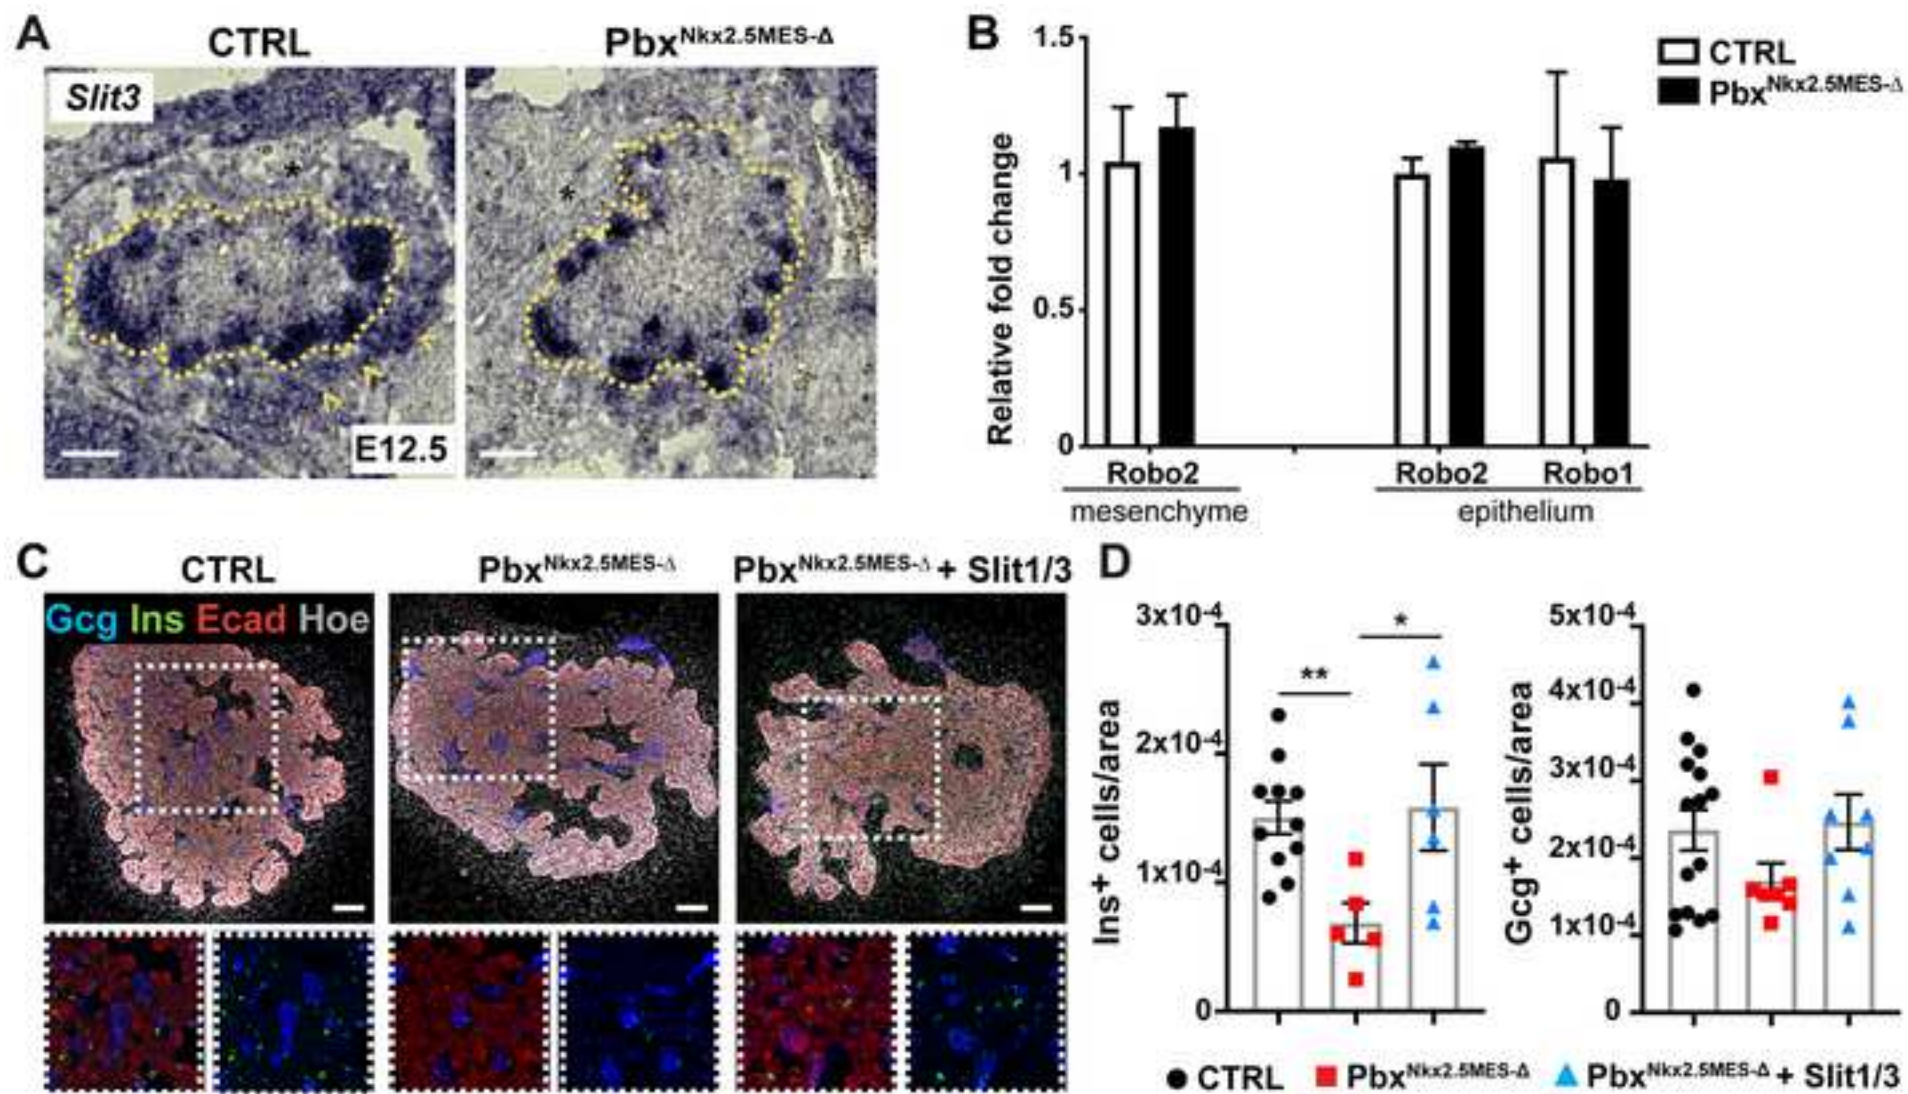 A
CTRL
Pbx^Nkx2.5MES-Δ
Slit3
*
*
E12.5
B
1.5
1
0.5
0
Relative fold change
CTRL
Pbx^Nkx2.5MES-Δ
Robo2
Robo2
Robo1
mesenchyme
epithelium
C
CTRL
Pbx^Nkx2.5MES-Δ
Pbx^Nkx2.5MES-Δ + Slit1/3
Gcg Ins Ecad Hoe
D
3x10^-4
2x10^-4
1x10^-4
0
Ins+ cells/area
**
*
5x10^-4
4x10^-4
3x10^-4
2x10^-4
1x10^-4
0
Gcg+ cells/area
CTRL
Pbx^Nkx2.5MES-Δ
Pbx^Nkx2.5MES-Δ + Slit1/3